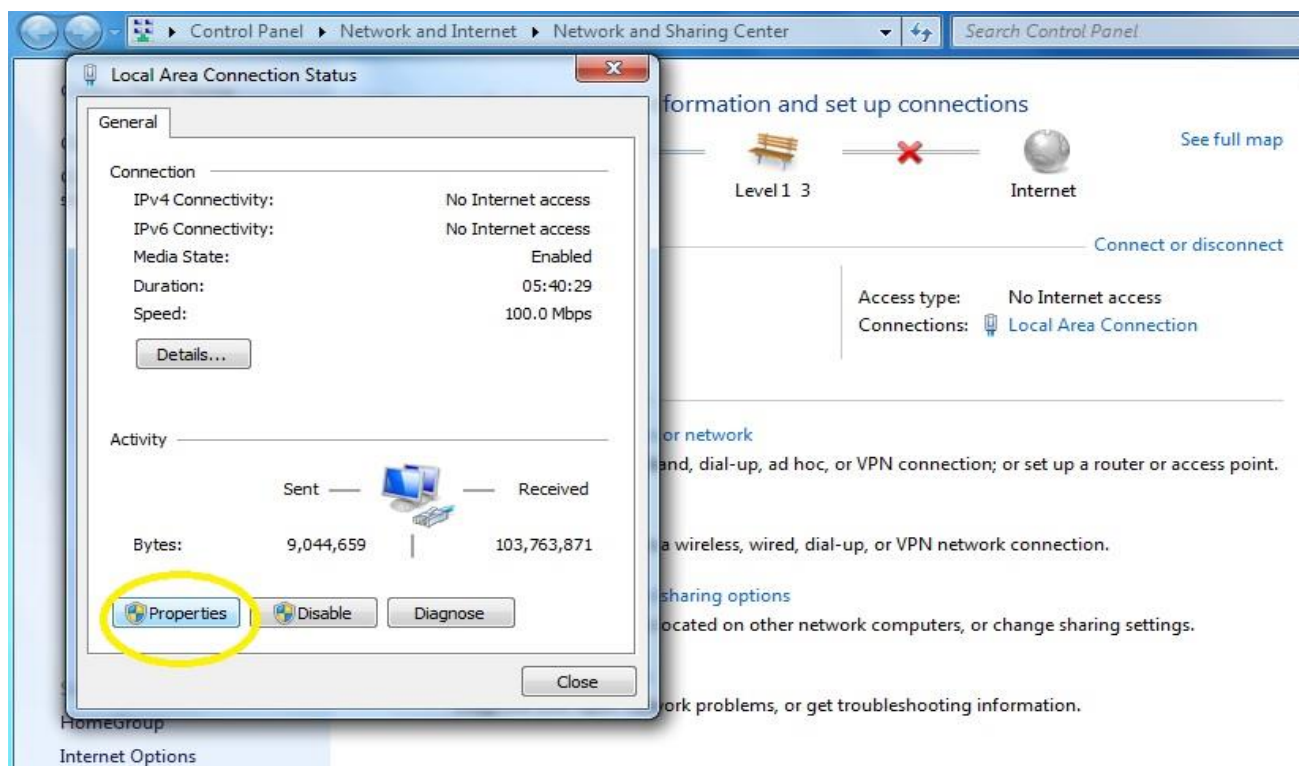 Control Panel ▸ Network and Internet ▸ Network and Sharing Center
Search Control Panel
Local Area Connection Status
General
Connection
IPv4 Connectivity: No Internet access
IPv6 Connectivity: No Internet access
Media State: Enabled
Duration: 05:40:29
Speed: 100.0 Mbps
Details...
Activity
Sent Received
Bytes: 9,044,659 103,763,871
Properties Disable Diagnose
Close
formation and set up connections
See full map
Level 1 3 Internet
Connect or disconnect
Access type: No Internet access
Connections: Local Area Connection
or network
and, dial-up, ad hoc, or VPN connection; or set up a router or access point.
a wireless, wired, dial-up, or VPN network connection.
sharing options
ocated on other network computers, or change sharing settings.
ork problems, or get troubleshooting information.
HomeGroup
Internet Options